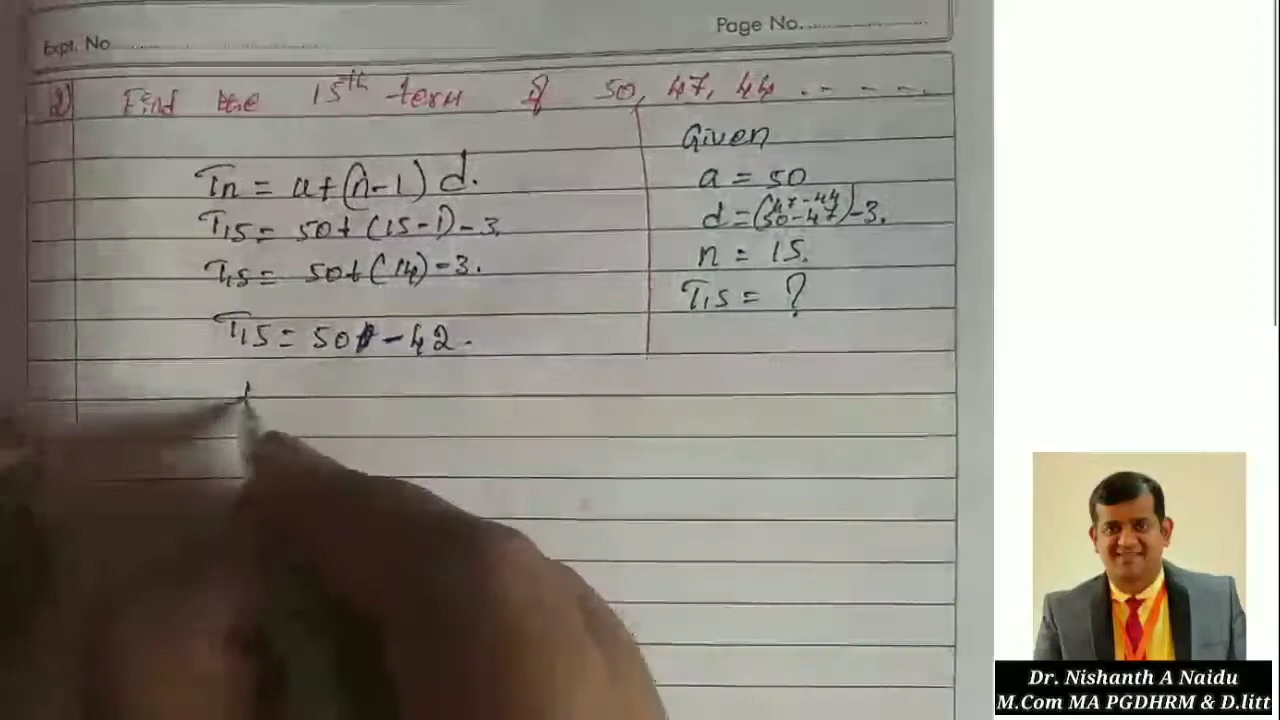 Page No.
Expt. No
2) Find the 15th term of 50, 47, 44 - - - -.
Given
Tn = a+(n-1) d.
a = 50
T15 = 50+ (15-1)-3.
d = (50-47)-3.
47-44
T15 = 50+(14)-3.
n = 15.
T15 = ?
T15 = 50 - 42.
Dr. Nishanth A Naidu
M.Com MA PGDHRM & D.litt